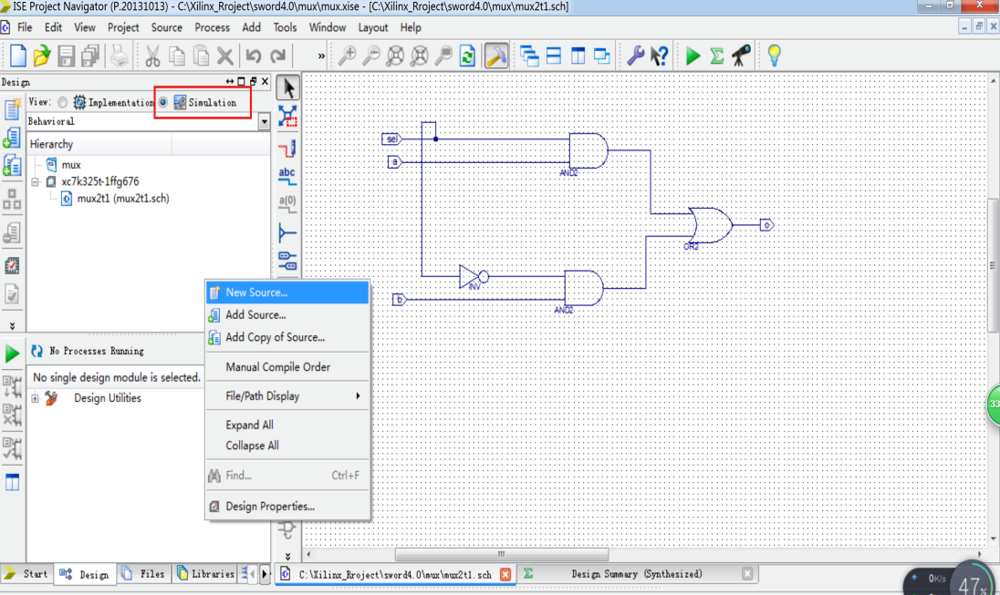 ISE Project Navigator (P.20131013) - C:\Xilinx_Rroject\sword4.0\mux\mux.xise - [C:\Xilinx_Rroject\sword4.0\mux\mux2t1.sch]
File Edit View Project Source Process Add Tools Window Layout Help
»
Design
View: Implementation Simulation
Behavioral
Hierarchy
mux
xc7k325t-1ffg676
mux2t1 (mux2t1.sch)
abc
a(0)
sel
a
AND2
o
OR2
INV
b
AND2
New Source...
Add Source...
Add Copy of Source...
Manual Compile Order
File/Path Display
Expand All
Collapse All
Find... Ctrl+F
Design Properties...
No Processes Running
No single design module is selected.
Design Utilities
33
Start Design Files Libraries
C:\Xilinx_Rroject\sword4.0\mux\mux2t1.sch
Design Summary (Synthesized)
0K/s
47%